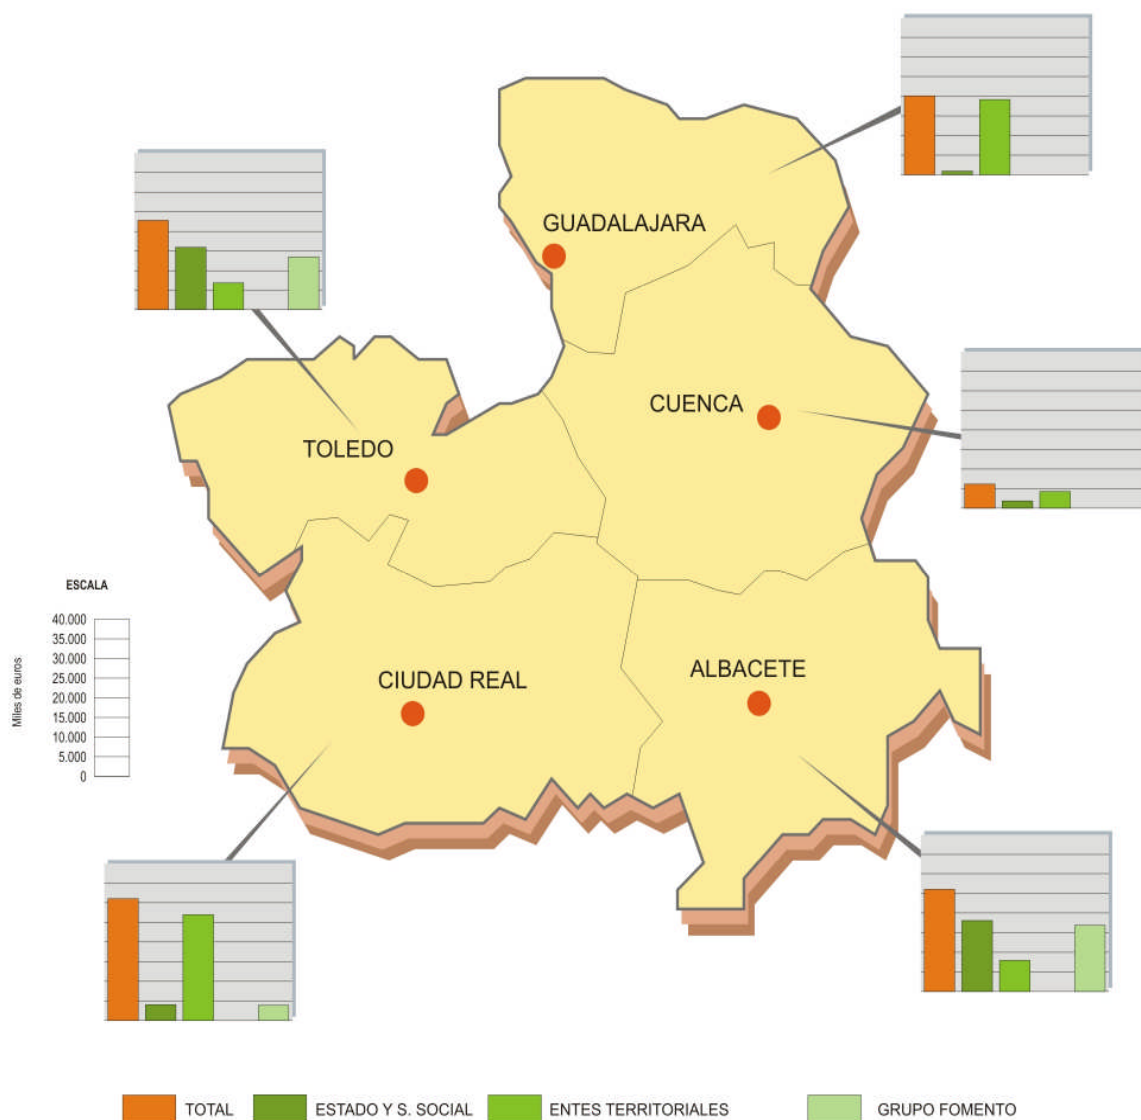 GUADALAJARA
CUENCA
TOLEDO
ESCALA
40.000
35.000
30.000
25.000
20.000
15.000
10.000
5.000
0
Miles de euros
CIUDAD REAL
ALBACETE
TOTAL
ESTADO Y S. SOCIAL
ENTES TERRITORIALES
GRUPO FOMENTO